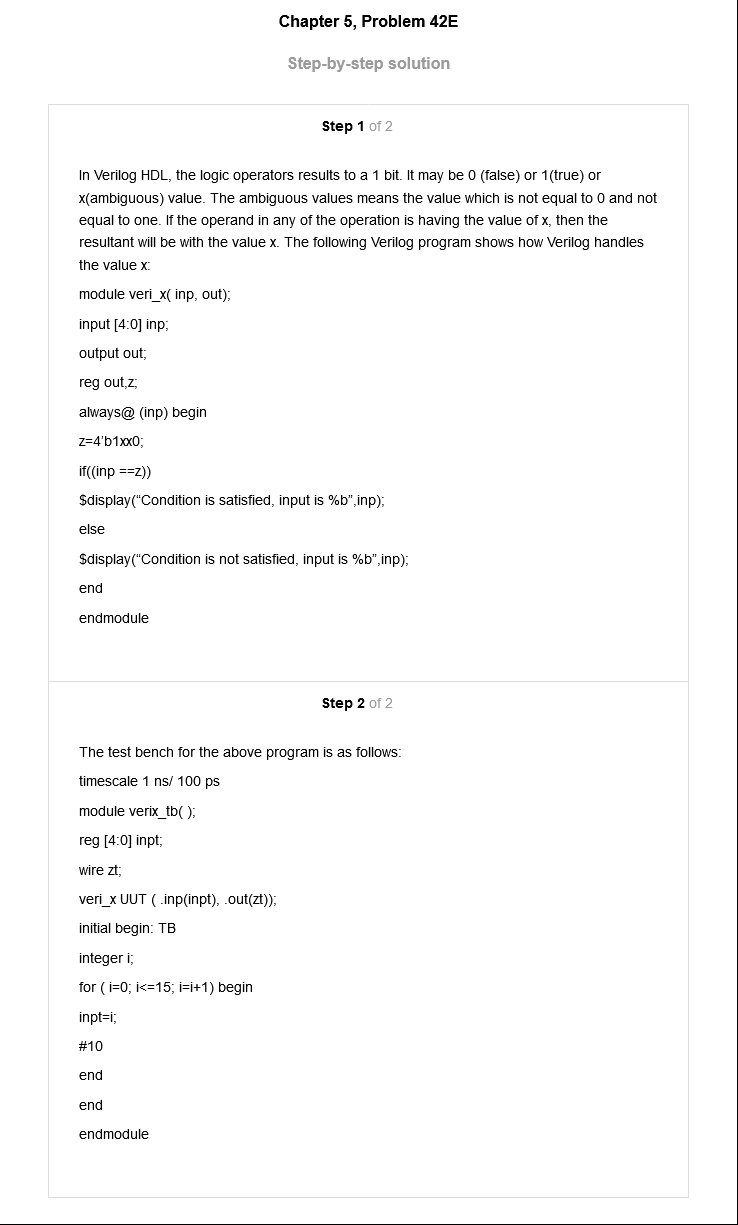 Chapter 5, Problem 42E
Step-by-step solution
Step 1 of 2
In Verilog HDL, the logic operators results to a 1 bit. It may be 0 (false) or 1(true) or
x(ambiguous) value. The ambiguous values means the value which is not equal to 0 and not
equal to one. If the operand in any of the operation is having the value of x, then the
resultant will be with the value x. The following Verilog program shows how Verilog handles
the value x:
module veri_x( inp, out);
input [4:0] inp;
output out;
reg out,z;
always@ (inp) begin
z=4’b1xx0;
if((inp ==z))
$display(“Condition is satisfied, input is %b”,inp);
else
$display(“Condition is not satisfied, input is %b”,inp);
end
endmodule
Step 2 of 2
The test bench for the above program is as follows:
timescale 1 ns/ 100 ps
module verix_tb( );
reg [4:0] inpt;
wire zt;
veri_x UUT ( .inp(inpt), .out(zt));
initial begin: TB
integer i;
for ( i=0; i<=15; i=i+1) begin
inpt=i;
#10
end
end
endmodule